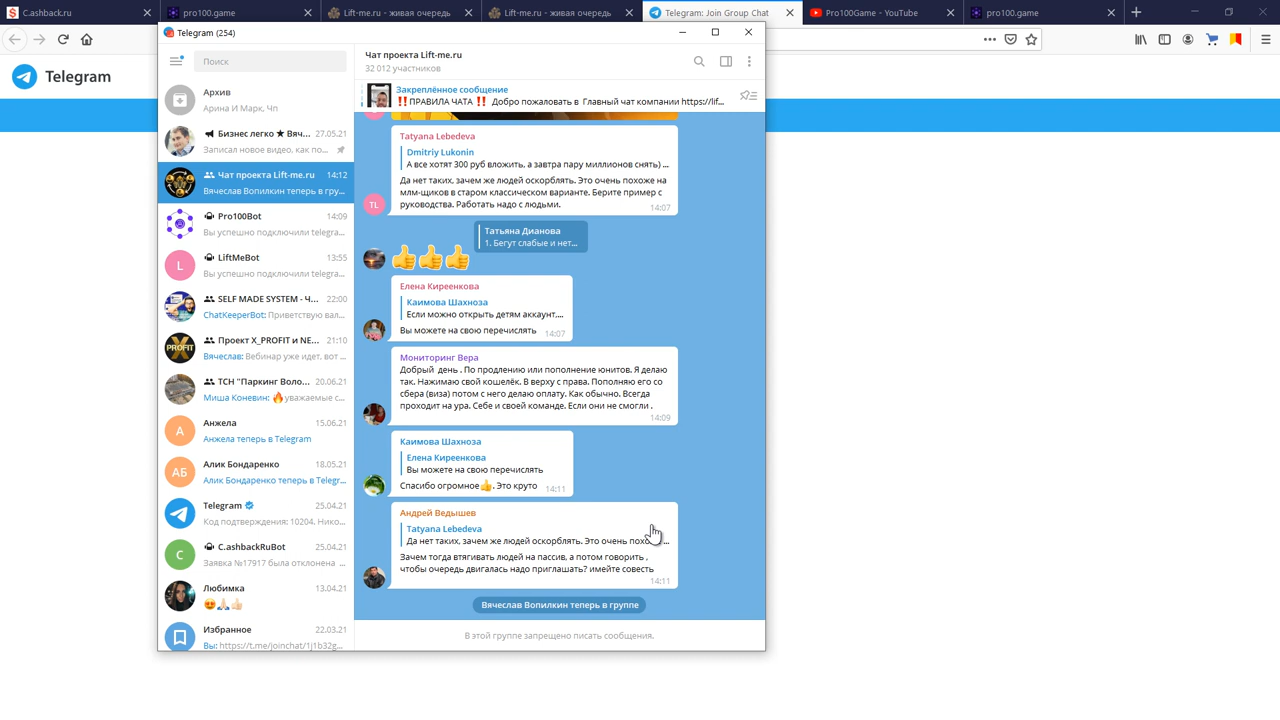 C.ashback.ru
pro100.game
Lift-me.ru - живая очередь
Lift-me.ru - живая очередь
Telegram: Join Group Chat
Pro100Game - YouTube
pro100.game
Telegram (254)
Telegram
Поиск
Архив
Арина И Марк, Чп
Бизнес легко ★ Вяч... 27.05.21
Записал новое видео, как по...
Чат проекта Lift-me.ru 14:12
Вячеслав Вопилкин теперь в гру...
Pro100Bot 14:09
Вы успешно подключили telegra...
LiftMeBot 13:55
Вы успешно подключили telegra...
L
SELF MADE SYSTEM - Ч... 22:00
ChatKeeperBot: Приветствую вал...
Проект X_PROFIT и NE... 21:10
Вячеслав: Вебинар уже идет, вот ...
PROFIT
ТСН "Паркинг Воло... 20.06.21
Миша Коневин: 🔥уважаемые с...
Анжела 15.06.21
Анжела теперь в Telegram
А
Алик Бондаренко 18.05.21
Алик Бондаренко теперь в Telegr...
АБ
Telegram 25.04.21
Код подтверждения: 10204. Нико...
C.ashbackRuBot 25.04.21
Заявка №17917 была отклонена ...
C
Любимка 13.04.21
😍🙏🏻👍🏻
Избранное 22.03.21
Вы: https://t.me/joinchat/1j1b32g...
Чат проекта Lift-me.ru
32 012 участников
Закреплённое сообщение
‼️ПРАВИЛА ЧАТА ‼️ Добро пожаловать в Главный чат компании https://lif...
Tatyana Lebedeva
Dmitriy Lukonin
А все хотят 300 руб вложить, а завтра пару миллионов снять) ...
Да нет таких, зачем же людей оскорблять. Это очень похоже на
млм-щиков в старом классическом варианте. Берите пример с
руководства. Работать надо с людьми.
14:07
TL
Татьяна Дианова
1. Бегут слабые и нет...
👍👍👍
Елена Киреенкова
Каимова Шахноза
Если можно открыть детям аккаунт,...
Вы можете на свою перечислять 14:07
Мониторинг Вера
Добрый день . По продлению или пополнение юнитов. Я делаю
так. Нажимаю свой кошелёк. В верху с права. Пополняю его со
сбера (виза) потом с него делаю оплату. Как обычно. Всегда
проходит на ура. Себе и своей команде. Если они не смогли .
14:09
Каимова Шахноза
Елена Киреенкова
Вы можете на свою перечислять
Спасибо огромное👍. Это круто 14:11
Андрей Ведышев
Tatyana Lebedeva
Да нет таких, зачем же людей оскорблять. Это очень ...
Зачем тогда втягивать людей на пассив, а потом говорить ,
чтобы очередь двигалась надо приглашать? имейте совесть
14:11
Вячеслав Вопилкин теперь в группе
В этой группе запрещено писать сообщения.